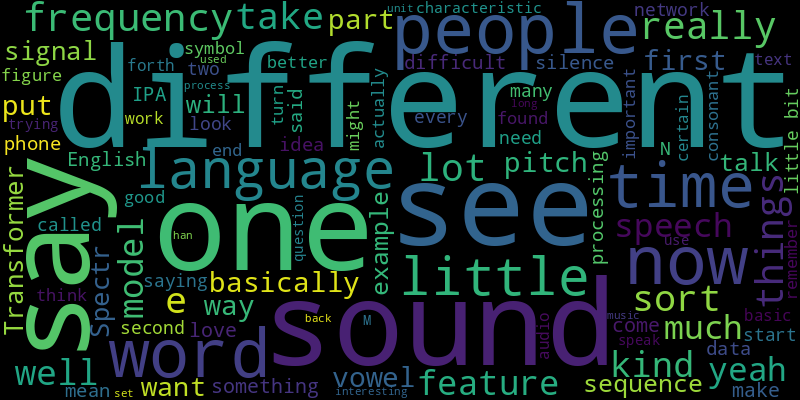 unit characteristic network
frequency take part people really
signal symbol used forth two better difficult silence first text
figure different
IPA process turn said might actually many every important certain consonant little bit
put will work look
trying phone idea found need N talk
English end language lot pitch
say good one see time
Transformer called han question example processing speech things remember
spectr model saying basically little now use
think e way sort
second love back M sound audio music come much basic start
word speak data
well mean want something vowel feature kind yeah
set interesting sequence make